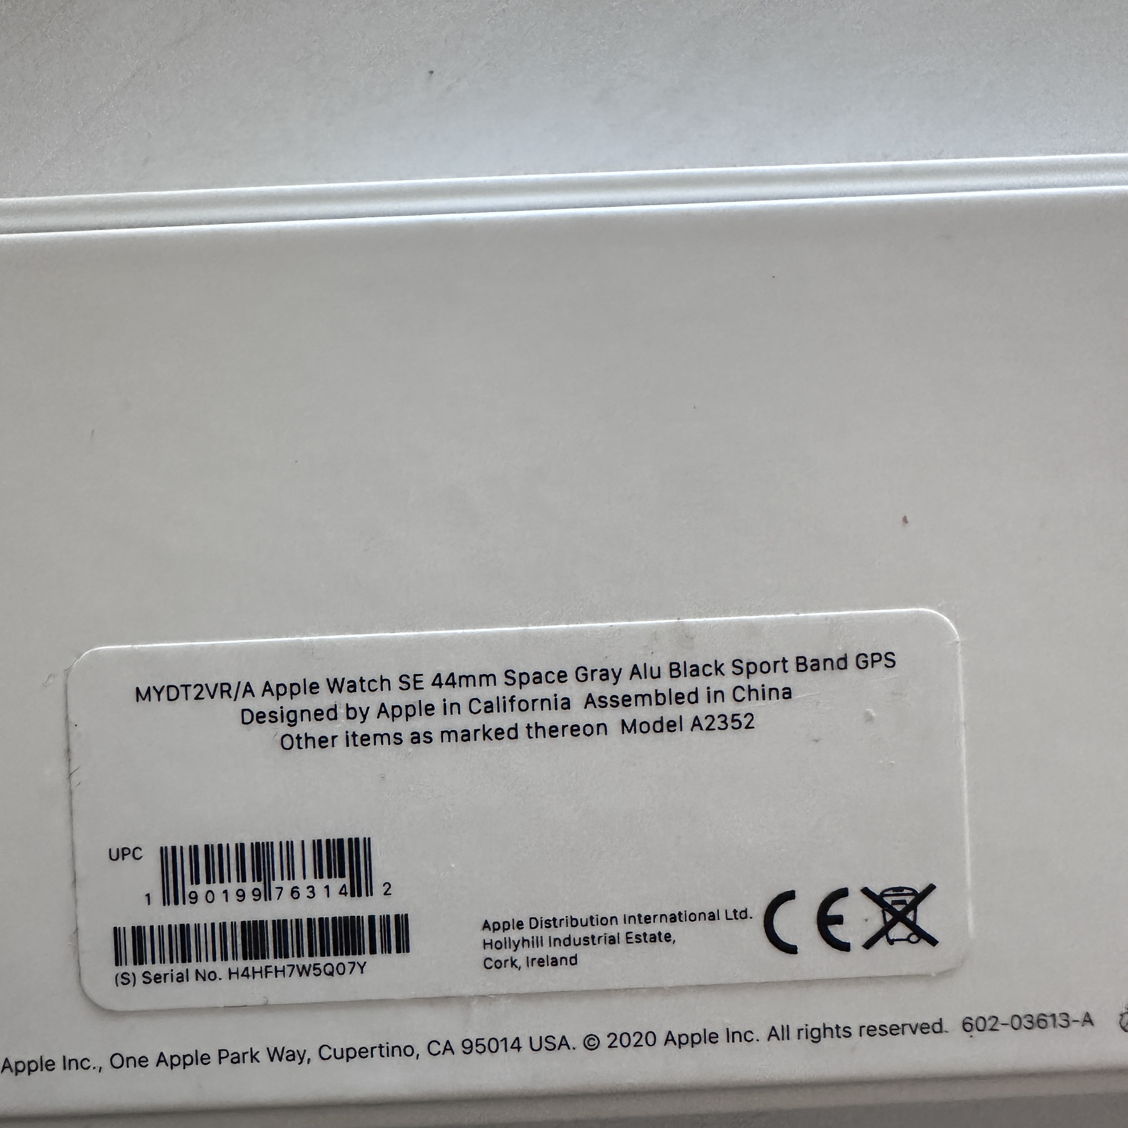 MYDT2VR/A Apple Watch SE 44mm Space Gray Alu Black Sport Band GPS
Designed by Apple in California Assembled in China
Other items as marked thereon Model A2352
UPC
1 90199 76314 2
(S) Serial No. H4HFH7W5Q07Y
Apple Distribution International Ltd.
Hollyhill Industrial Estate,
Cork, Ireland
CE
Apple Inc., One Apple Park Way, Cupertino, CA 95014 USA. © 2020 Apple Inc. All rights reserved. 602-03613-A